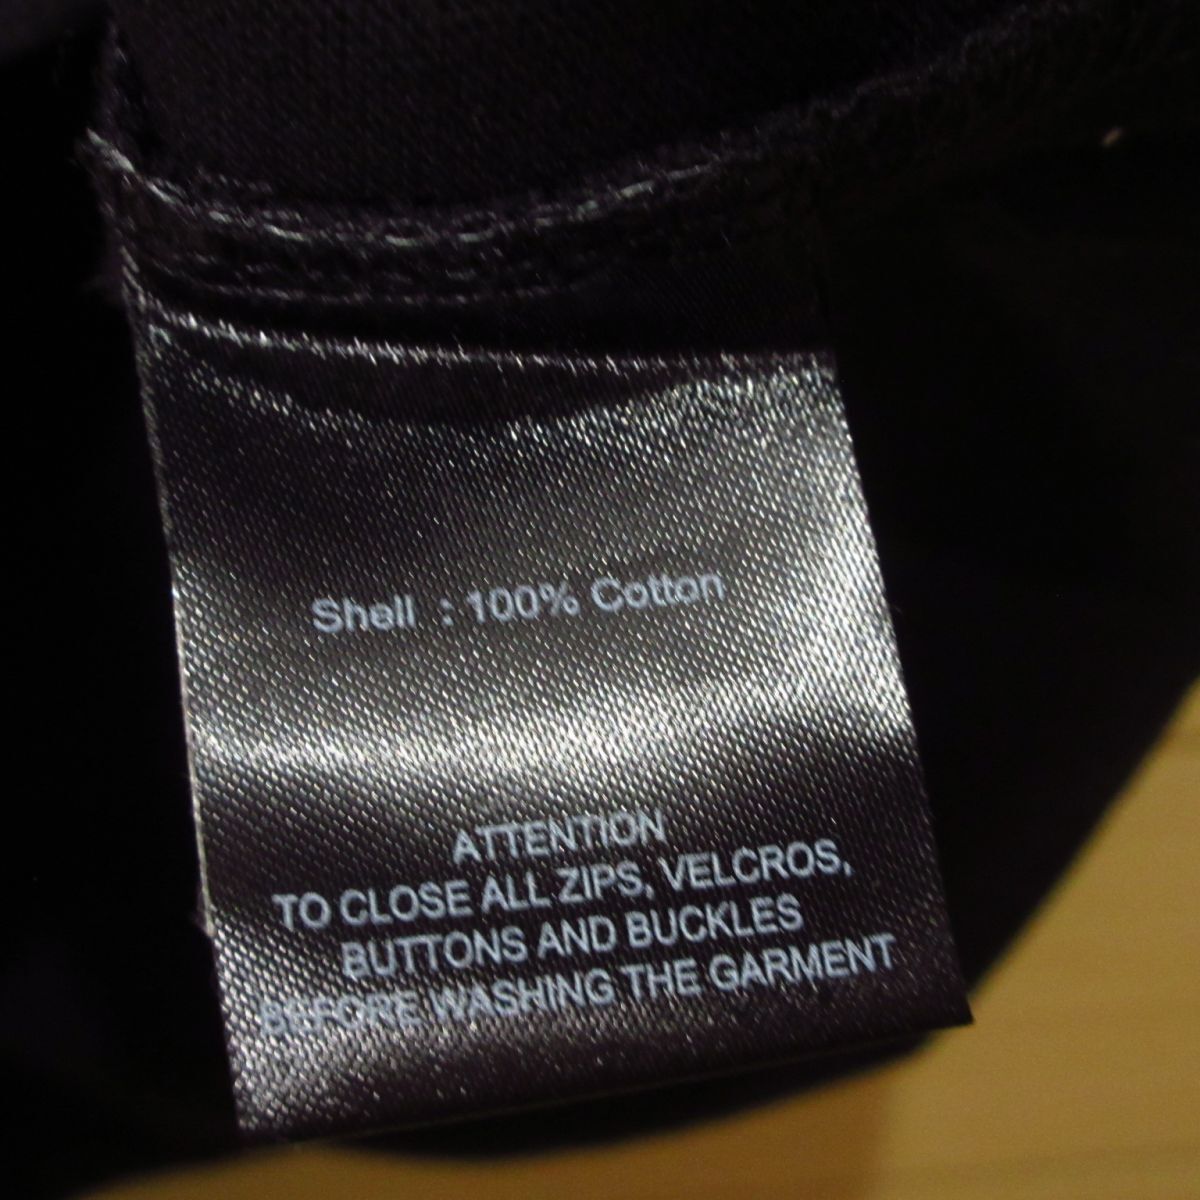 Shell : 100% Cotton
ATTENTION
TO CLOSE ALL ZIPS, VELCROS,
BUTTONS AND BUCKLES
BEFORE WASHING THE GARMENT